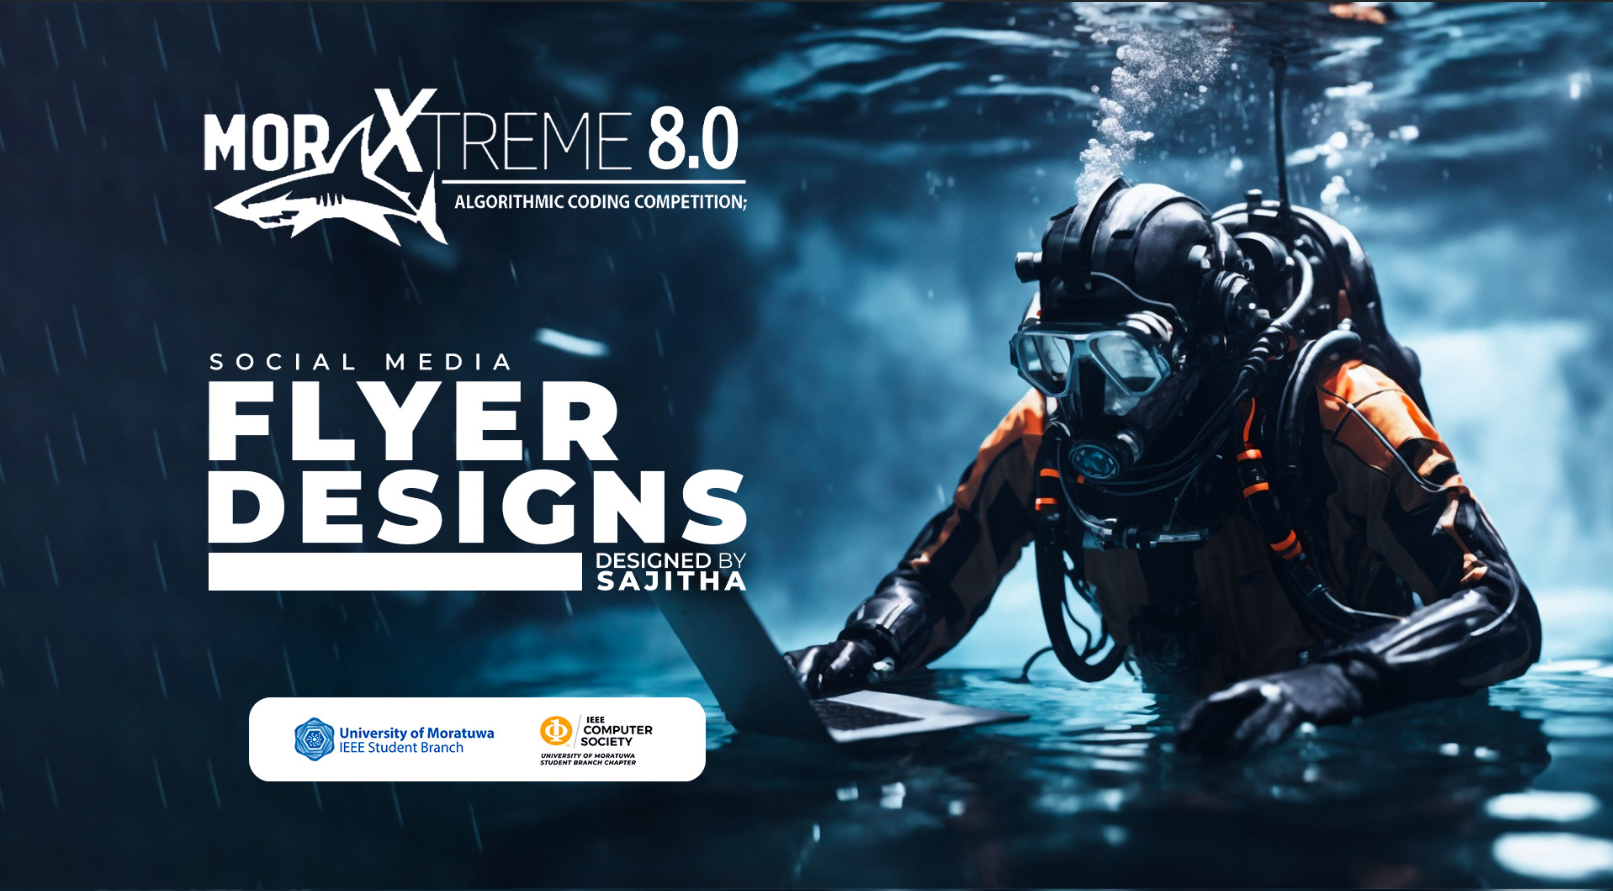 MORAXTREME 8.0
ALGORITHMIC CODING COMPETITION;
SOCIAL MEDIA
FLYER
DESIGNS
DESIGNED BY
SAJITHA
University of Moratuwa
IEEE Student Branch
IEEE
COMPUTER
SOCIETY
UNIVERSITY OF MORATUWA
STUDENT BRANCH CHAPTER